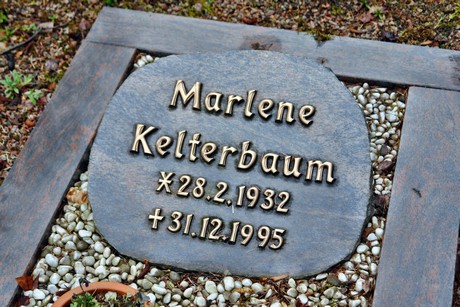 Marlene
Kelterbaum
* 28.2.1932
† 31.12.1995